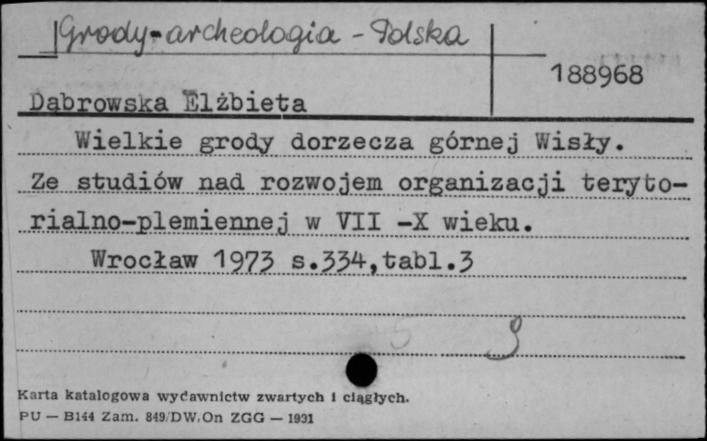 Grody-archeologia - Polska
188968
Dąbrowska Elżbieta
Wielkie grody dorzecza górnej Wisły.
Ze studiów nad rozwojem organizacji teryto-
rialno-plemiennej w VII -X wieku.
Wrocław 1973 s.334,tabl.3
9
Karta katalogowa wydawnictw zwartych i ciągłych.
PU — B144 Zam. 849/DW.On ZGG — 1931